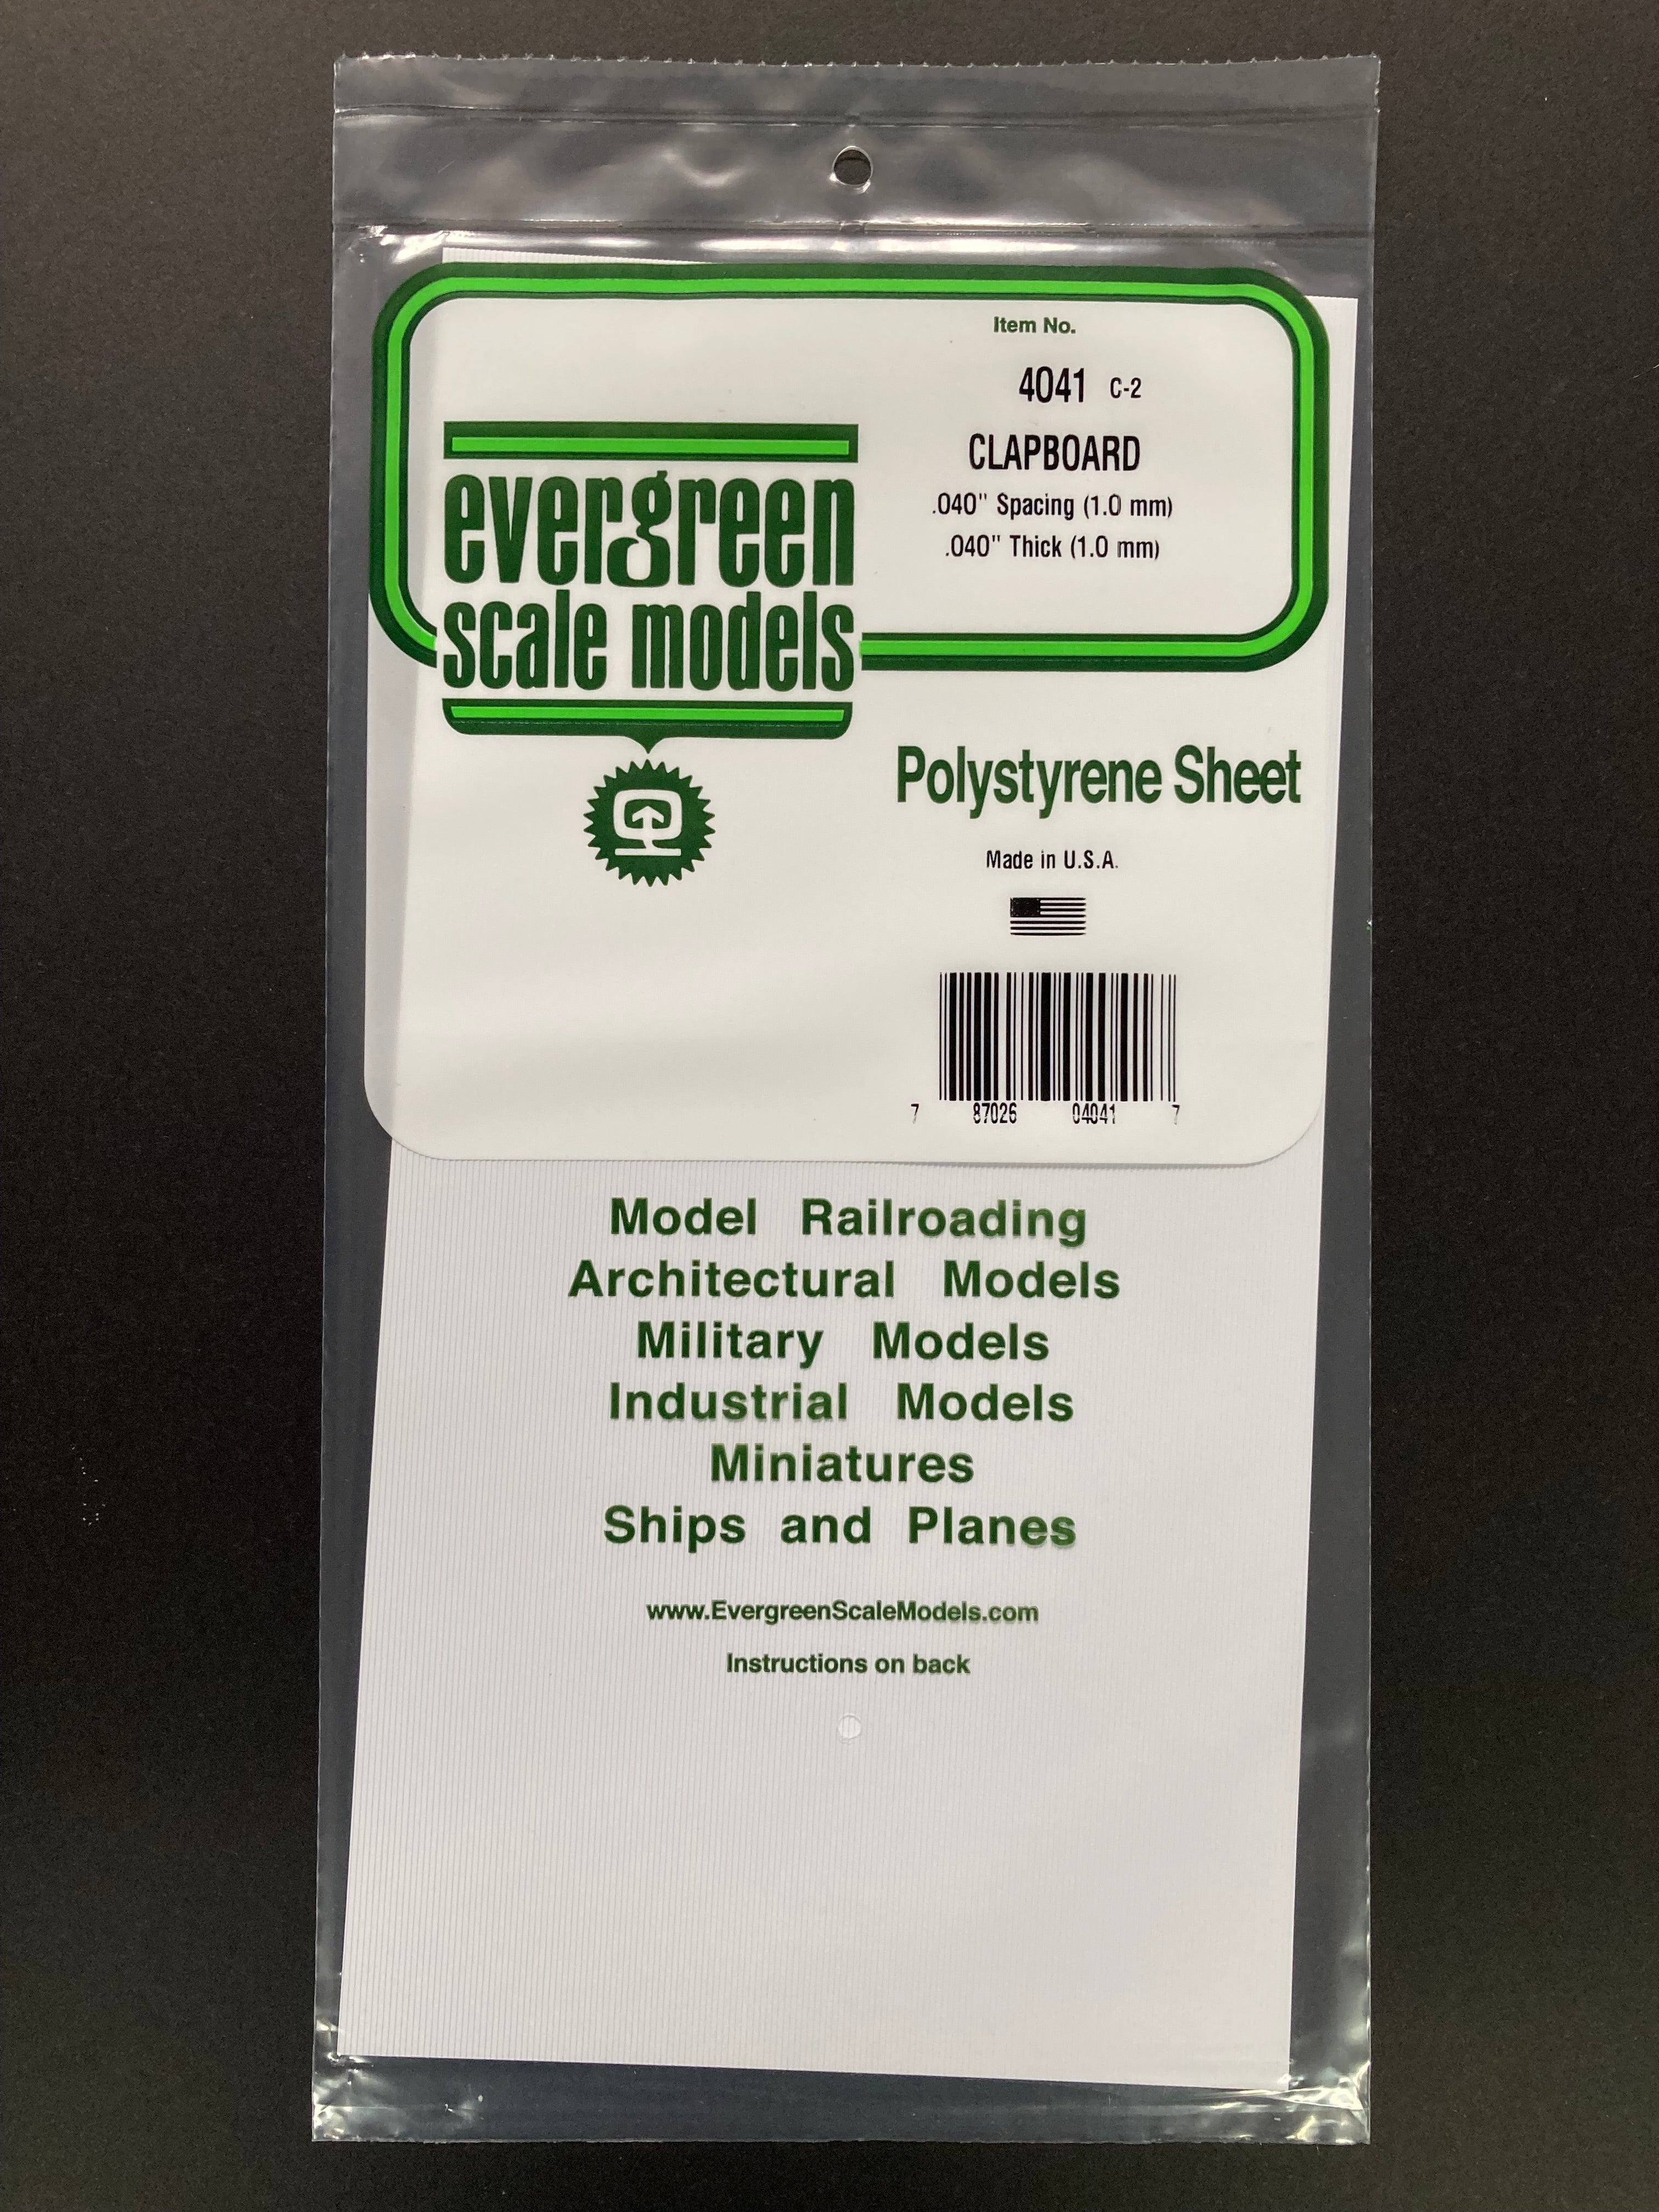 Item No.
4041 C-2
CLAPBOARD
.040" Spacing (1.0 mm)
.040" Thick (1.0 mm)
evergreen
scale models
Polystyrene Sheet
Made in U.S.A.
7 87026 04041 7
Model Railroading
Architectural Models
Military Models
Industrial Models
Miniatures
Ships and Planes
www.EvergreenScaleModels.com
Instructions on back